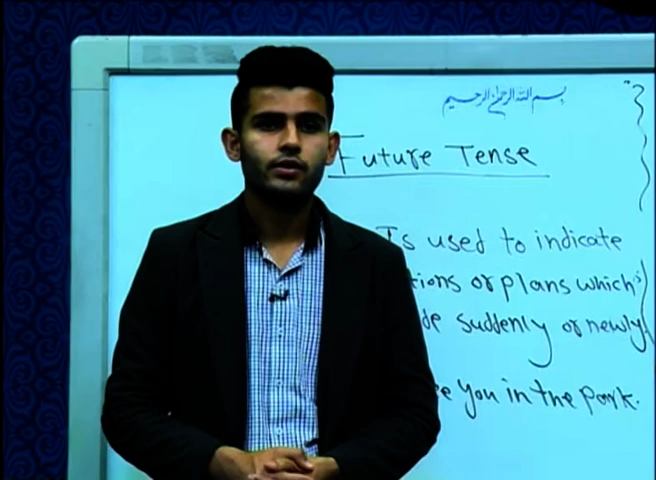 بسم الله الرحمن الرحيم
Future Tense
Is used to indicate
tions or plans which
de suddenly or newly
e you in the park.